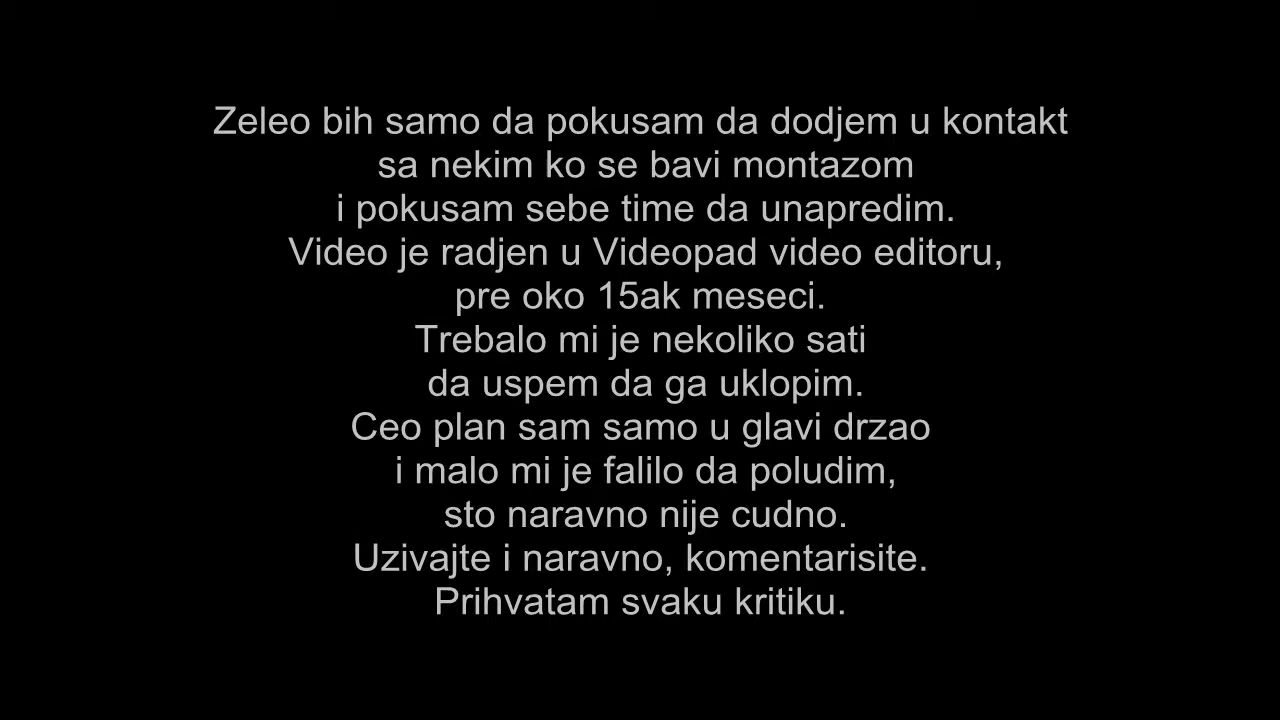 Zeleo bih samo da pokusam da dodjem u kontakt
sa nekim ko se bavi montazom
i pokusam sebe time da unapredim.
Video je radjen u Videopad video editoru,
pre oko 15ak meseci.
Trebalo mi je nekoliko sati
da uspem da ga uklopim.
Ceo plan sam samo u glavi drzao
i malo mi je falilo da poludim,
sto naravno nije cudno.
Uzivajte i naravno, komentarisite.
Prihvatam svaku kritiku.